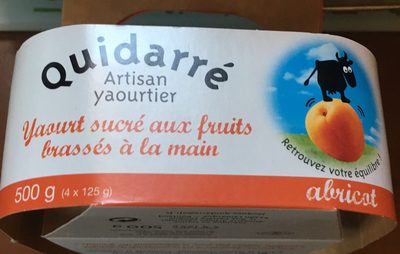 Quidarré
Artisan
yaourtier
Yaourt sucré aux fruits
brassés à la main
Retrouvez votre équilibre !
500 g (4 x 125 g)
abricot